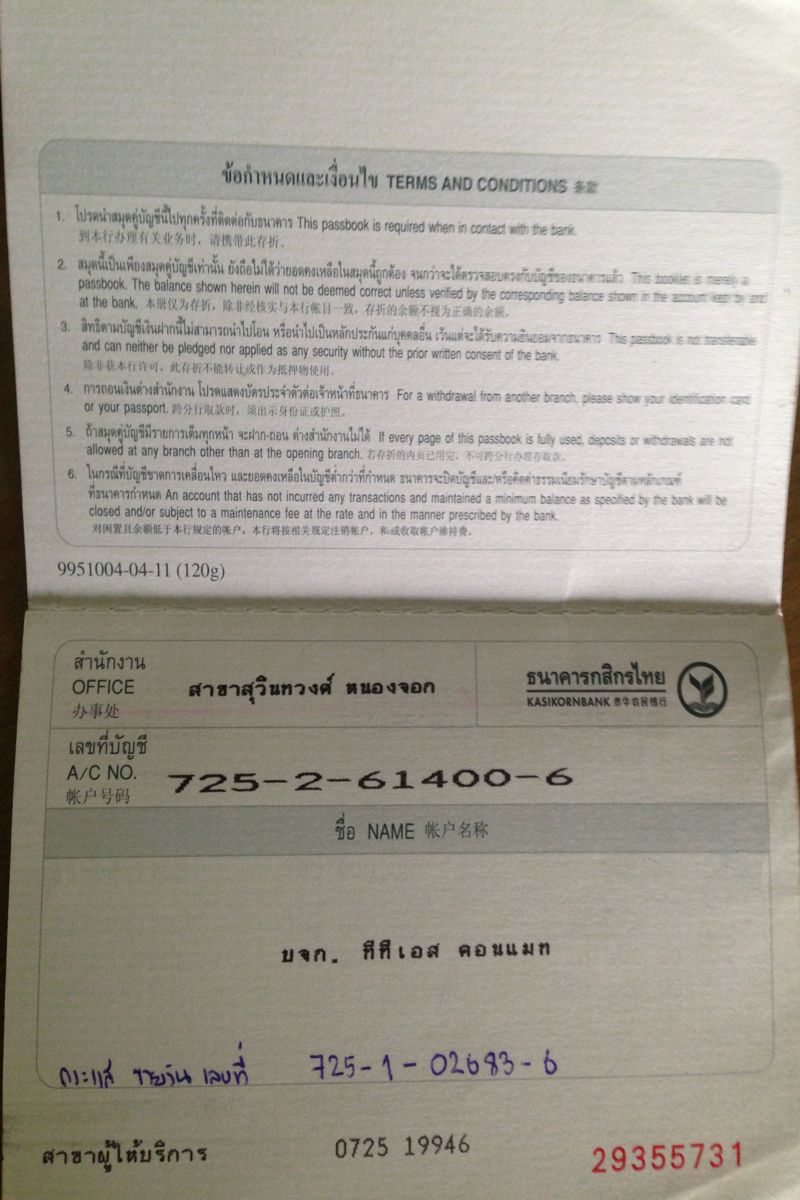 ข้อกำหนดและเงื่อนไข TERMS AND CONDITIONS 条款
1. โปรดนำสมุดคู่บัญชีนี้ไปทุกครั้งที่ติดต่อกับธนาคาร This passbook is required when in contact with the bank.
到本行办理有关业务时，请携带此存折。
2. สมุดนี้เป็นเพียงสมุดคู่บัญชีเท่านั้น ยังถือไม่ได้ว่ายอดคงเหลือในสมุดนี้ถูกต้อง จนกว่าจะได้ตรวจสอบตรงกับบัญชีของธนาคารแล้ว This booklet is merely a
passbook. The balance shown herein will not be deemed correct unless verified by the corresponding balance shown in the account kept by and
at the bank. 本册仅为存折，除非经核实与本行帐目一致，存折的余额不视为正确的余额。
3. สิทธิตามบัญชีเงินฝากนี้ไม่สามารถนำไปโอน หรือนำไปเป็นหลักประกันแก่บุคคลอื่น เว้นแต่จะได้รับความยินยอมจากธนาคาร This passbook is not transferable
and can neither be pledged nor applied as any security without the prior written consent of the bank.
除非获本行许可，此存折不能转让或作为抵押物使用。
4. การถอนเงินต่างสำนักงาน โปรดแสดงบัตรประจำตัวต่อเจ้าหน้าที่ธนาคาร For a withdrawal from another branch, please show your identification card
or your passport. 跨分行取款时，须出示身份证或护照。
5. ถ้าสมุดคู่บัญชีมีรายการเต็มทุกหน้า จะฝาก-ถอน ต่างสำนักงานไม่ได้ If every page of this passbook is fully used, deposits or withdrawals are not
allowed at any branch other than at the opening branch. 若存折的内页已用完，不可跨分行办理存取款。
6. ในกรณีที่บัญชีขาดการเคลื่อนไหว และยอดคงเหลือในบัญชีต่ำกว่าที่กำหนด ธนาคารจะปิดบัญชีและ/หรือคิดค่าธรรมเนียมรักษาบัญชีตามหลักเกณฑ์
ที่ธนาคารกำหนด An account that has not incurred any transactions and maintained a minimum balance as specified by the bank will be
closed and/or subject to a maintenance fee at the rate and in the manner prescribed by the bank.
对闲置且余额低于本行规定的帐户，本行将按相关规定注销帐户，和/或收取帐户维持费。
9951004-04-11 (120g)
สำนักงาน
OFFICE สาขาสุวินทวงศ์ หนองจอก
办事处
ธนาคารกสิกรไทย
KASIKORNBANK 泰华农民银行
เลขที่บัญชี
A/C NO. 725-2-61400-6
帐户号码
ชื่อ NAME 帐户名称
บจก. ทีทีเอส คอนแมท
กระแส รายวัน เลขที่ 725-1-02683-6
สาขาผู้ให้บริการ 0725 19946 29355731